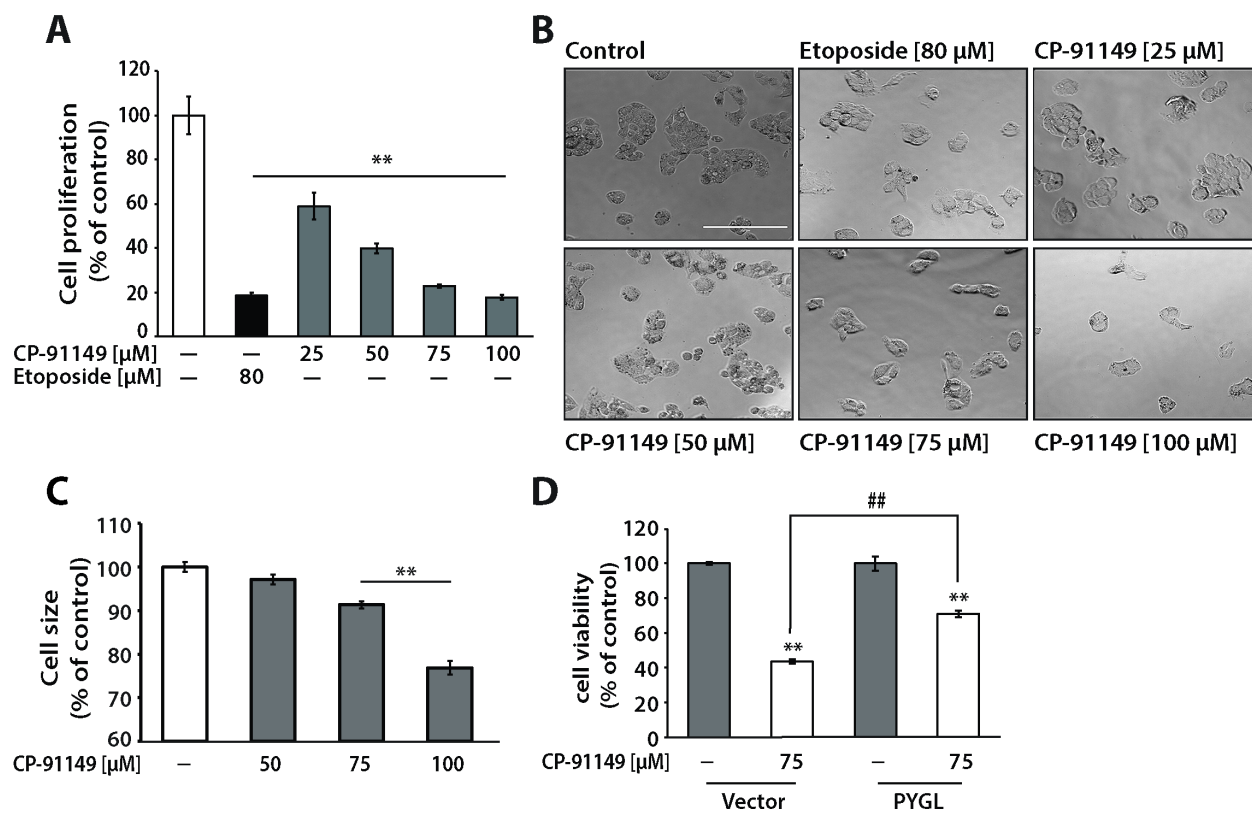 A
120
100
80
60
40
20
0
Cell proliferation
(% of control)
**
CP-91149 [µM] – – 25 50 75 100
Etoposide [µM] – 80 – – – –
B
Control Etoposide [80 µM] CP-91149 [25 µM]
CP-91149 [50 µM] CP-91149 [75 µM] CP-91149 [100 µM]
C
110
100
90
80
70
60
Cell size
(% of control)
**
CP-91149 [µM] – 50 75 100
D
120
100
80
60
40
20
0
cell viability
(% of control)
##
**
**
CP-91149 [µM] – 75 – 75
Vector PYGL